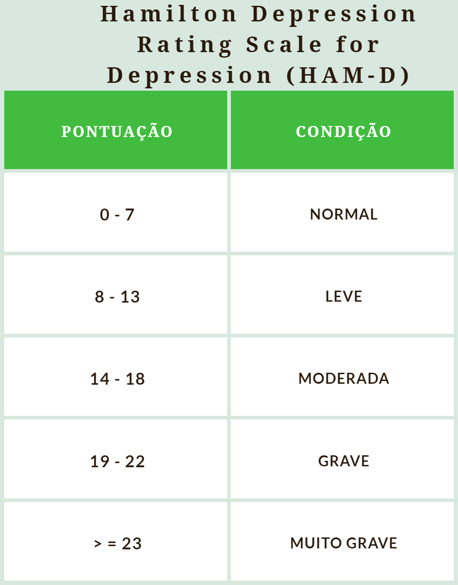 Hamilton Depression
Rating Scale for
Depression (HAM-D)
PONTUAÇÃO CONDIÇÃO
0 - 7 NORMAL
8 - 13 LEVE
14 - 18 MODERADA
19 - 22 GRAVE
> = 23 MUITO GRAVE